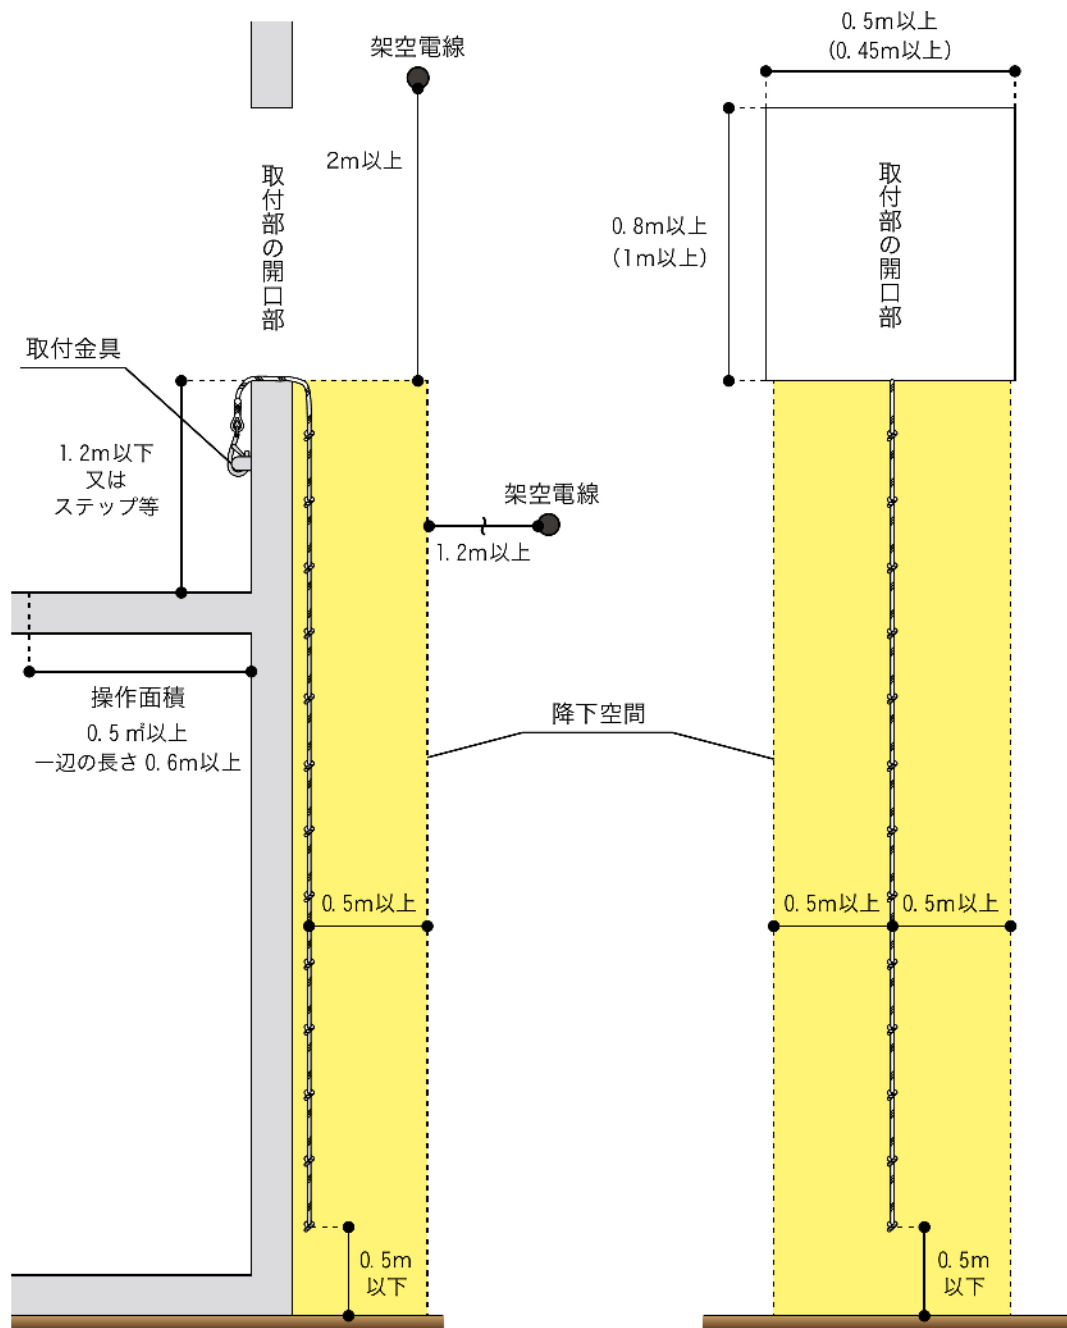 架空電線
2m以上
取付部の開口部
取付金具
1.2m以下
又は
ステップ等
架空電線
1.2m以上
操作面積
0.5㎡以上
一辺の長さ0.6m以上
降下空間
0.5m以上
0.5m
以下
0.5m以上
(0.45m以上)
0.8m以上
(1m以上)
取付部の開口部
0.5m以上
0.5m以上
0.5m
以下